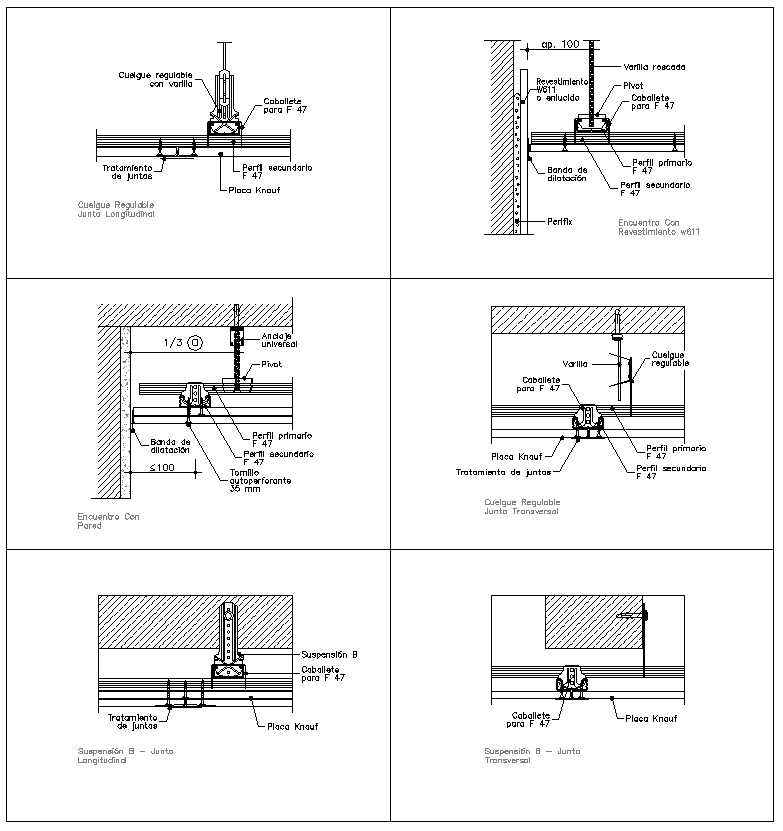 Cuelgue regulable
con varilla
Caballete
para F 47
Tratamiento
de juntas
Perfil secundario
F 47
Placa Knauf
Cuelgue Regulable
Junta Longitudinal
ap. 100
Varilla roscada
Revestimiento
W611
o enlucido
Pivot
Caballete
para F 47
Perfil primario
F 47
Banda de
dilatación
Perfil secundario
F 47
Perlfix
Encuentro Con
Revestimiento w611
1/3 a
Anclaje
universal
Pivot
Perfil primario
F 47
Banda de
dilatación
Perfil secundario
F 47
≤100
Tornillo
autoperforante
35 mm
Encuentro Con
Pared
Varilla
Cuelgue
regulable
Caballete
para F 47
Perfil primario
F 47
Placa Knauf
Tratamiento de juntas
Perfil secundario
F 47
Cuelgue Regulable
Junta Transversal
Suspensión B
Caballete
para F 47
Tratamiento
de juntas
Placa Knauf
Suspensión B - Junta
Longitudinal
Caballete
para F 47
Placa Knauf
Suspensión B - Junta
Transversal